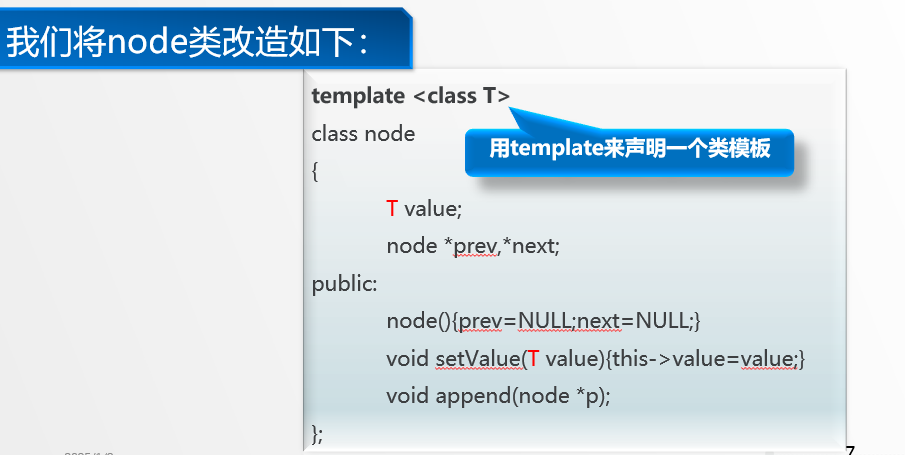 我们将node类改造如下：
template <class T>
class node
用template来声明一个类模板
{
T value;
node *prev,*next;
public:
node(){prev=NULL;next=NULL;}
void setValue(T value){this->value=value;}
void append(node *p);
};
7